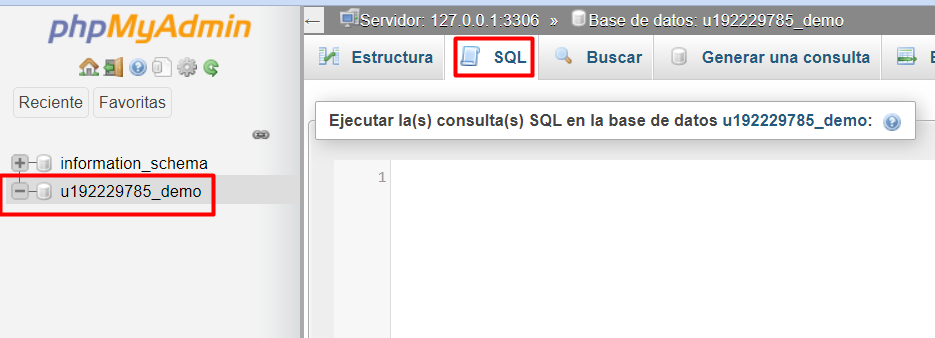 phpMyAdmin
Reciente Favoritas
information_schema
u192229785_demo
Servidor: 127.0.0.1:3306 » Base de datos: u192229785_demo
Estructura SQL Buscar Generar una consulta
Ejecutar la(s) consulta(s) SQL en la base de datos u192229785_demo:
1